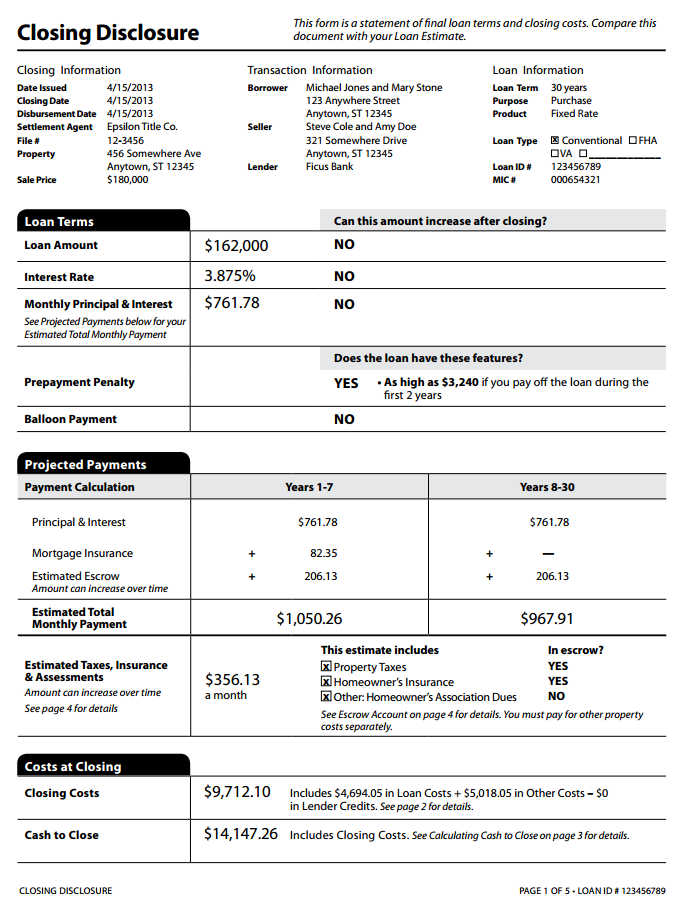 Closing Disclosure
This form is a statement of final loan terms and closing costs. Compare this
document with your Loan Estimate.
Closing Information
Date Issued 4/15/2013
Closing Date 4/15/2013
Disbursement Date 4/15/2013
Settlement Agent Epsilon Title Co.
File # 12-3456
Property 456 Somewhere Ave
Anytown, ST 12345
Sale Price $180,000
Transaction Information
Borrower Michael Jones and Mary Stone
123 Anywhere Street
Anytown, ST 12345
Seller Steve Cole and Amy Doe
321 Somewhere Drive
Anytown, ST 12345
Lender Ficus Bank
Loan Information
Loan Term 30 years
Purpose Purchase
Product Fixed Rate
Loan Type ☒ Conventional ☐ FHA
☐ VA ☐ _____________
Loan ID # 123456789
MIC # 000654321
Loan Terms Can this amount increase after closing?
Loan Amount $162,000 NO
Interest Rate 3.875% NO
Monthly Principal & Interest $761.78 NO
See Projected Payments below for your
Estimated Total Monthly Payment
Does the loan have these features?
Prepayment Penalty YES • As high as $3,240 if you pay off the loan during the
first 2 years
Balloon Payment NO
Projected Payments
Payment Calculation Years 1-7 Years 8-30
Principal & Interest $761.78 $761.78
Mortgage Insurance + 82.35 + —
Estimated Escrow + 206.13 + 206.13
Amount can increase over time
Estimated Total
Monthly Payment $1,050.26 $967.91
Estimated Taxes, Insurance
& Assessments
Amount can increase over time
See page 4 for details
$356.13
a month
This estimate includes In escrow?
☒ Property Taxes YES
☒ Homeowner's Insurance YES
☒ Other: Homeowner's Association Dues NO
See Escrow Account on page 4 for details. You must pay for other property
costs separately.
Costs at Closing
Closing Costs $9,712.10 Includes $4,694.05 in Loan Costs + $5,018.05 in Other Costs – $0
in Lender Credits. See page 2 for details.
Cash to Close $14,147.26 Includes Closing Costs. See Calculating Cash to Close on page 3 for details.
CLOSING DISCLOSURE PAGE 1 OF 5 • LOAN ID # 123456789